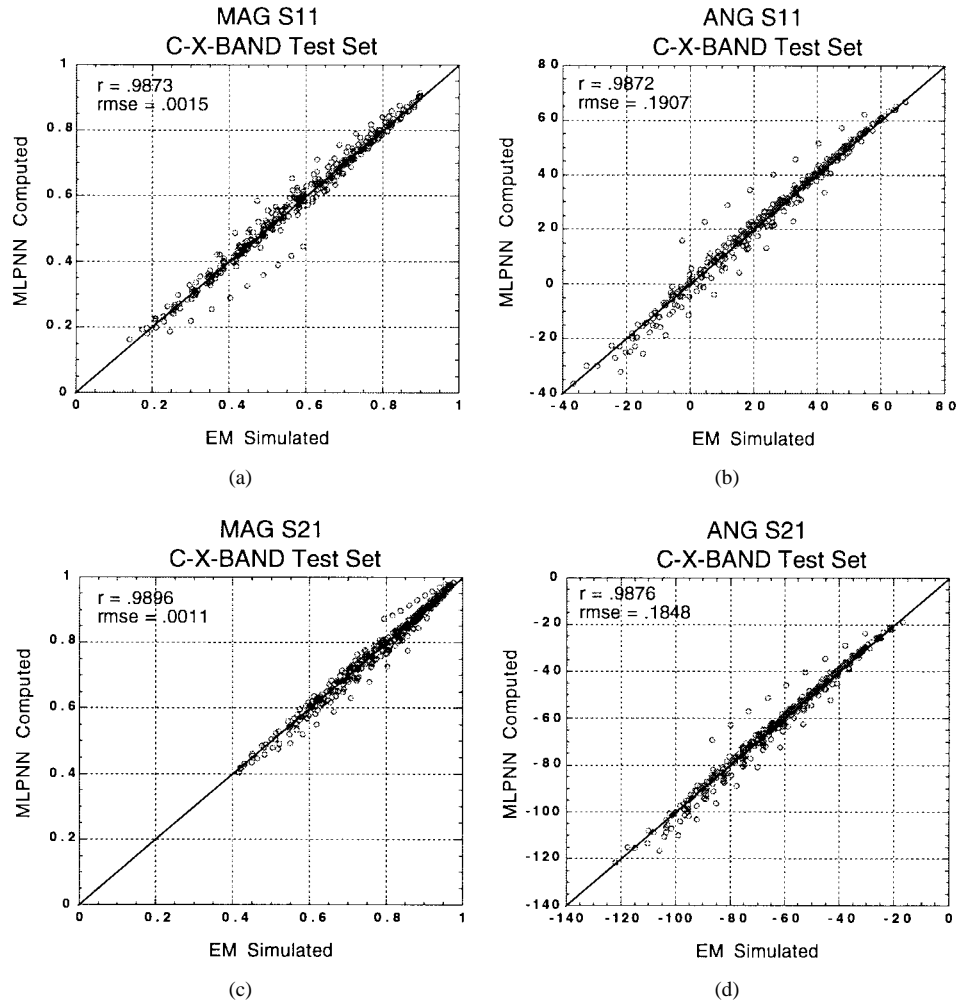 MAG S11
C-X-BAND Test Set
r = .9873
rmse = .0015
1
0.8
0.6
0.4
0.2
0
MLPNN Computed
0 0.2 0.4 0.6 0.8 1
EM Simulated
(a)
ANG S11
C-X-BAND Test Set
r = .9872
rmse = .1907
80
60
40
20
0
-20
-40
MLPNN Computed
-40 -20 0 20 40 60 80
EM Simulated
(b)
MAG S21
C-X-BAND Test Set
r = .9896
rmse = .0011
1
0.8
0.6
0.4
0.2
0
MLPNN Computed
0 0.2 0.4 0.6 0.8 1
EM Simulated
(c)
ANG S21
C-X-BAND Test Set
r = .9876
rmse = .1848
0
-20
-40
-60
-80
-100
-120
-140
MLPNN Computed
-140 -120 -100 -80 -60 -40 -20 0
EM Simulated
(d)